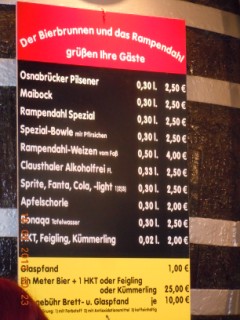 Der Bierbrunnen und das Rampendahl
grüßen Ihre Gäste
Osnabrücker Pilsener 0,30 l. 2,50 €
Maibock 0,30 l. 2,50 €
Rampendahl Spezial 0,30 l. 2,50 €
Spezial-Bowle mit Pfirsichen 0,30 l. 2,50 €
Rampendahl-Weizen vom Faß 0,50 l. 4,00 €
Clausthaler Alkoholfrei Fl. 0,33 l. 2,50 €
Sprite, Fanta, Cola, -light 0,30 l. 2,50 €
Apfelschorle 0,30 l. 2,00 €
Bonaqa Tafelwasser 0,30 l. 2,50 €
HKT, Feigling, Kümmerling 0,02 l. 2,00 €
Glaspfand 1,00 €
Ein Meter Bier + 1 HKT oder Feigling
oder Kümmerling 25,00 €
gebühr Brett- u. Glaspfand je 10,00 €